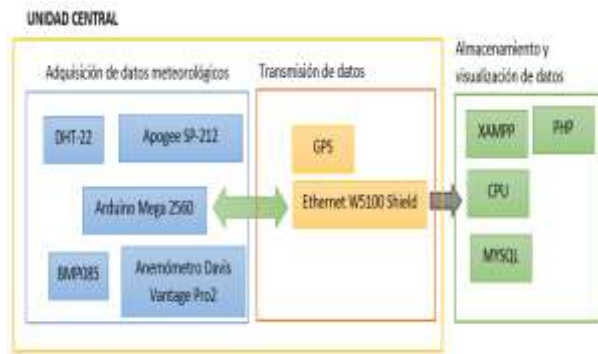 UNIDAD CENTRAL
Adquisición de datos meteorológicos
DHT-22
Apogee SP-212
Arduino Mega 2560
BMP085
Anemómetro Davis
Vantage Pro2
Transmisión de datos
GPS
Ethernet W5100 Shield
Almacenamiento y
visualización de datos
XAMPP
PHP
CPU
MYSQL